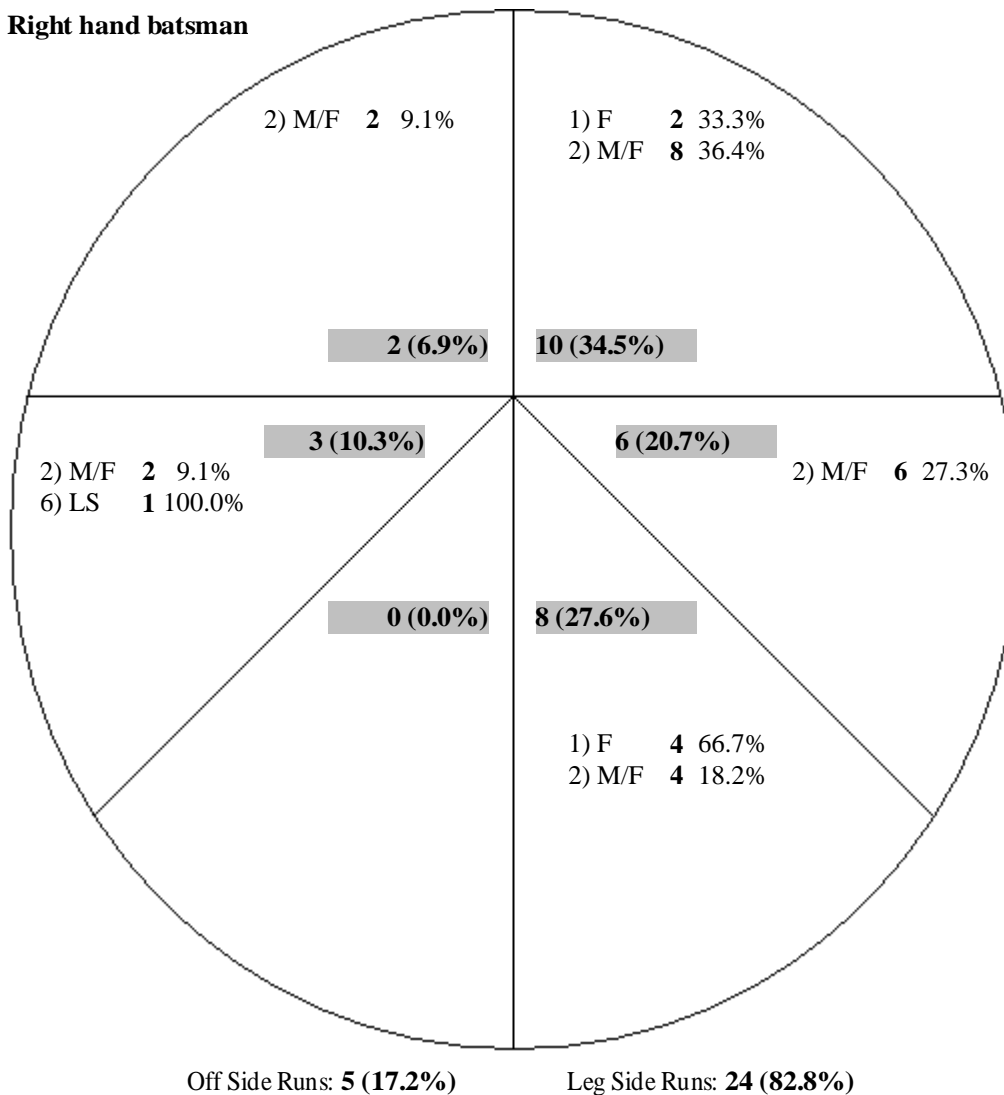 Right hand batsman
2) M/F 2 9.1%
1) F 2 33.3%
2) M/F 8 36.4%
2 (6.9%)
10 (34.5%)
3 (10.3%)
6 (20.7%)
2) M/F 2 9.1%
6) LS 1 100.0%
2) M/F 6 27.3%
0 (0.0%)
8 (27.6%)
1) F 4 66.7%
2) M/F 4 18.2%
Off Side Runs: 5 (17.2%)
Leg Side Runs: 24 (82.8%)